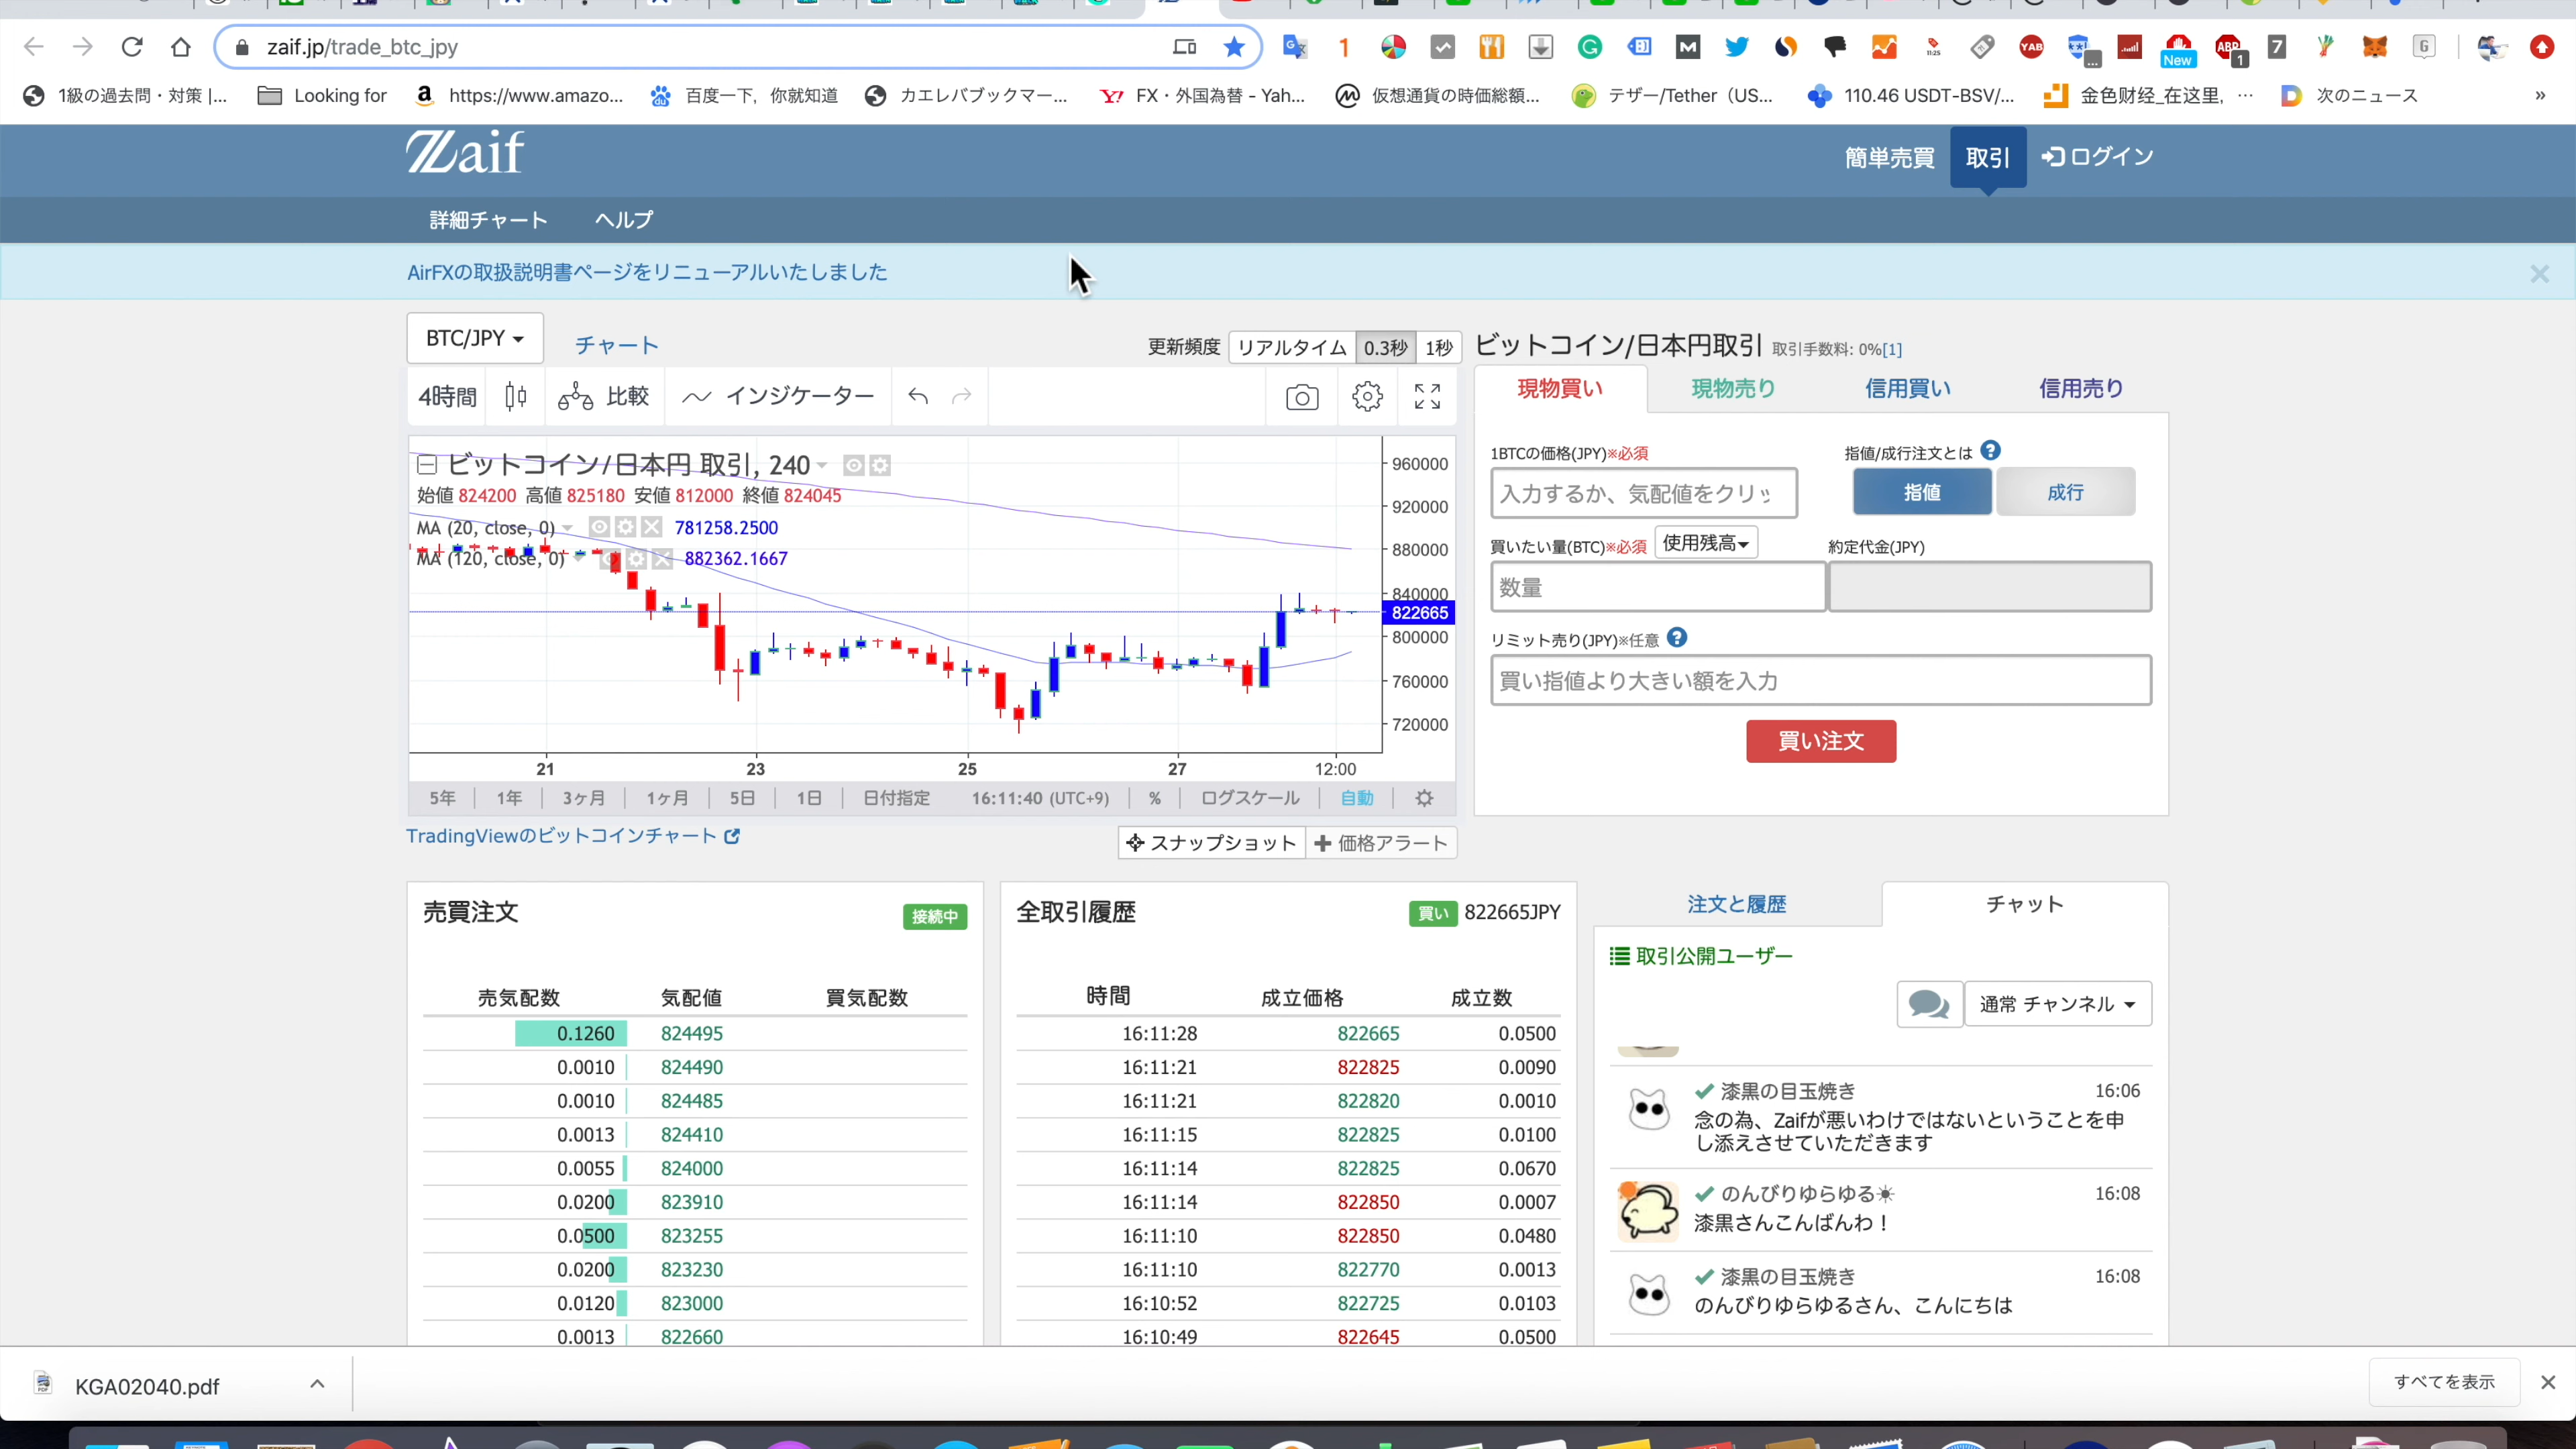 zaif.jp/trade_btc_jpy
1
YAB
New
ABP
1
7
11:25
1級の過去問・対策 |...
Looking for
https://www.amazo...
百度一下，你就知道
カエレバブックマー...
FX・外国為替 - Yah...
仮想通貨の時価総額...
テザー/Tether（US...
110.46 USDT-BSV/...
金色财经_在这里, ...
次のニュース
»
Zaif
簡単売買
取引
ログイン
詳細チャート
ヘルプ
AirFXの取扱説明書ページをリニューアルいたしました
BTC/JPY
チャート
更新頻度
リアルタイム
0.3秒
1秒
ビットコイン/日本円取引 取引手数料: 0%[1]
4時間
比較
インジケーター
現物買い
現物売り
信用買い
信用売り
ビットコイン/日本円 取引, 240
始値 824200 高値 825180 安値 812000 終値 824045
MA (20, close, 0) 781258.2500
MA (120, close, 0) 882362.1667
960000
920000
880000
840000
822665
800000
760000
720000
21
23
25
27
12:00
5年
1年
3ヶ月
1ヶ月
5日
1日
日付指定
16:11:40 (UTC+9)
%
ログスケール
自動
TradingViewのビットコインチャート
スナップショット
価格アラート
1BTCの価格(JPY)※必須
指値/成行注文とは
入力するか、気配値をクリッ
指値
成行
買いたい量(BTC)※必須
使用残高
約定代金(JPY)
数量
リミット売り(JPY)※任意
買い指値より大きい額を入力
買い注文
売買注文
接続中
売気配数 気配値 買気配数
0.1260 824495
0.0010 824490
0.0010 824485
0.0013 824410
0.0055 824000
0.0200 823910
0.0500 823255
0.0200 823230
0.0120 823000
0.0013 822660
全取引履歴
買い 822665JPY
時間 成立価格 成立数
16:11:28 822665 0.0500
16:11:21 822825 0.0090
16:11:21 822820 0.0010
16:11:15 822825 0.0100
16:11:14 822825 0.0670
16:11:14 822850 0.0007
16:11:10 822850 0.0480
16:11:10 822770 0.0013
16:10:52 822725 0.0103
16:10:49 822645 0.0500
注文と履歴
チャット
取引公開ユーザー
通常 チャンネル
漆黒の目玉焼き 16:06
念の為、Zaifが悪いわけではないということを申
し添えさせていただきます
のんびりゆらゆる☀ 16:08
漆黒さんこんばんわ！
漆黒の目玉焼き 16:08
のんびりゆらゆるさん、こんにちは
KGA02040.pdf
すべてを表示